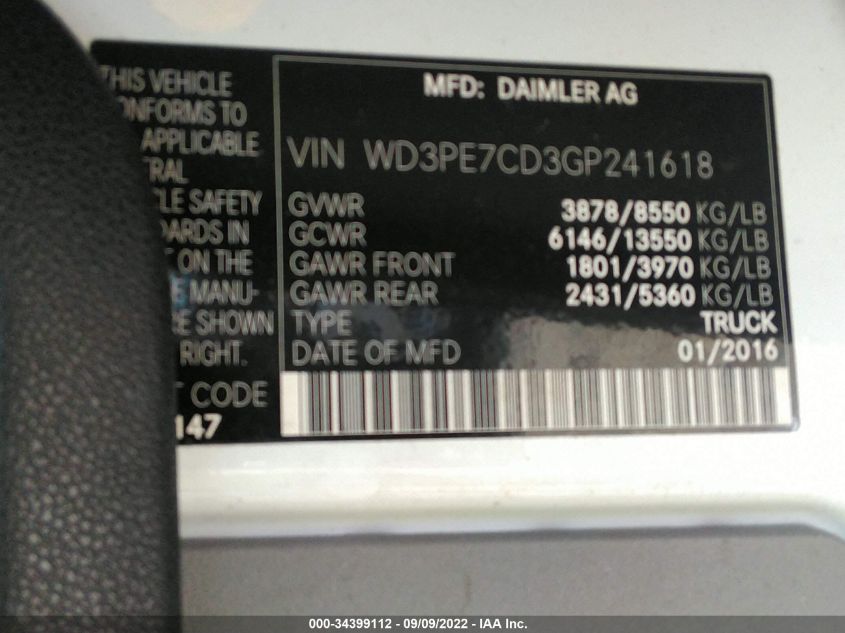 THIS VEHICLE
ONFORMS TO
APPLICABLE
SAFETY
IN
ON THE
MANU-
SHOWN
RIGHT.
CODE
147
MFD: DAIMLER AG
VIN WD3PE7CD3GP241618
GVWR 3878/8550 KG/LB
GCWR 6146/13550 KG/LB
GAWR FRONT 1801/3970 KG/LB
GAWR REAR 2431/5360 KG/LB
TYPE TRUCK
DATE OF MFD 01/2016
000-34399112 - 09/09/2022 - IAA Inc.